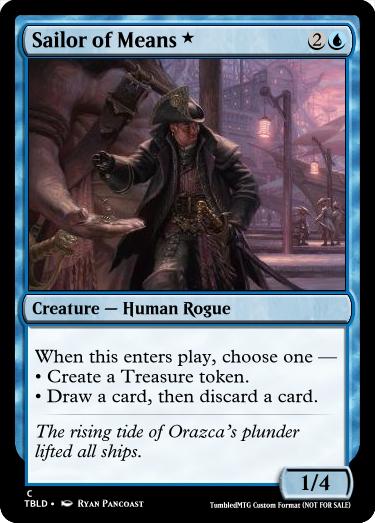 Sailor of Means ★ 2
Creature — Human Rogue
When this enters play, choose one —
• Create a Treasure token.
• Draw a card, then discard a card.
The rising tide of Orazca's plunder
lifted all ships.
1/4
C
TBLD • RYAN PANCOAST
TumbledMTG Custom Format (NOT FOR SALE)